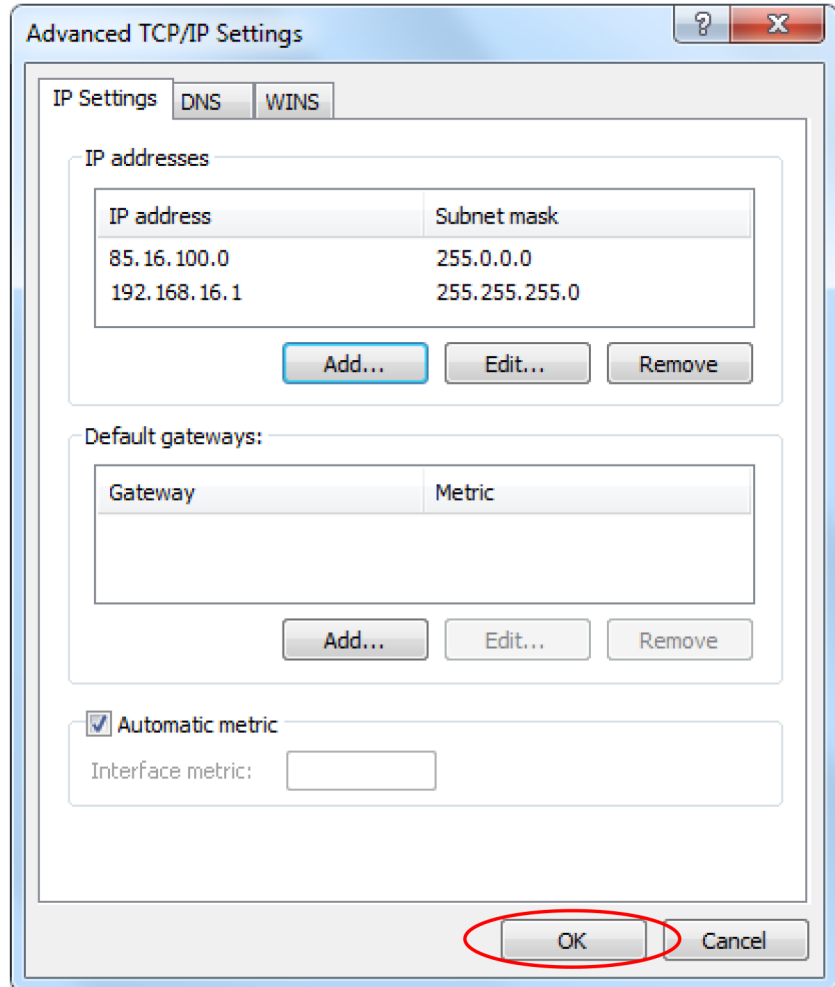 Advanced TCP/IP Settings
?
X
IP Settings DNS WINS
IP addresses
IP address Subnet mask
85.16.100.0 255.0.0.0
192.168.16.1 255.255.255.0
Add... Edit... Remove
Default gateways:
Gateway Metric
Add... Edit... Remove
Automatic metric
Interface metric:
OK Cancel